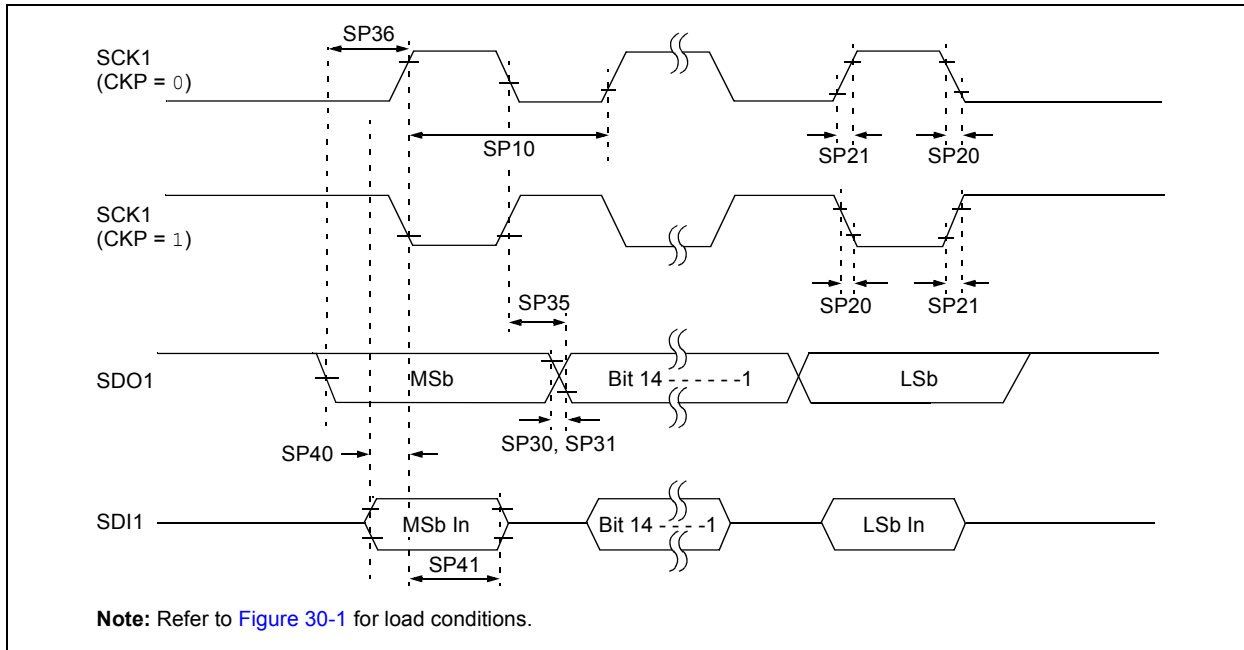 SP36
SCK1
(CKP = 0)
SP10
SP21
SP20
SCK1
(CKP = 1)
SP35
SP20
SP21
SDO1
MSb
Bit 14 - - - - - -1
LSb
SP30, SP31
SP40
SDI1
MSb In
Bit 14 - - - -1
LSb In
SP41
Note: Refer to Figure 30-1 for load conditions.